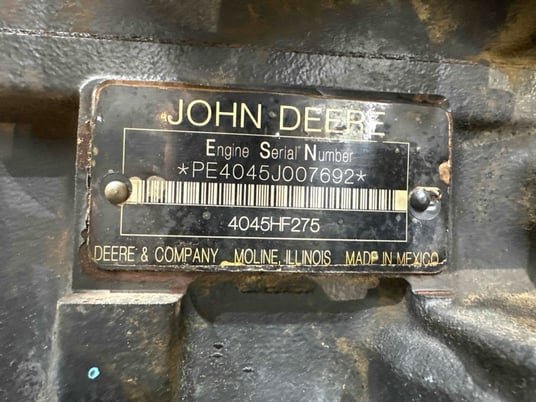 JOHN DEERE
Engine Serial Number
*PE4045J007692*
4045HF275
DEERE & COMPANY MOLINE, ILLINOIS MADE IN MEXICO